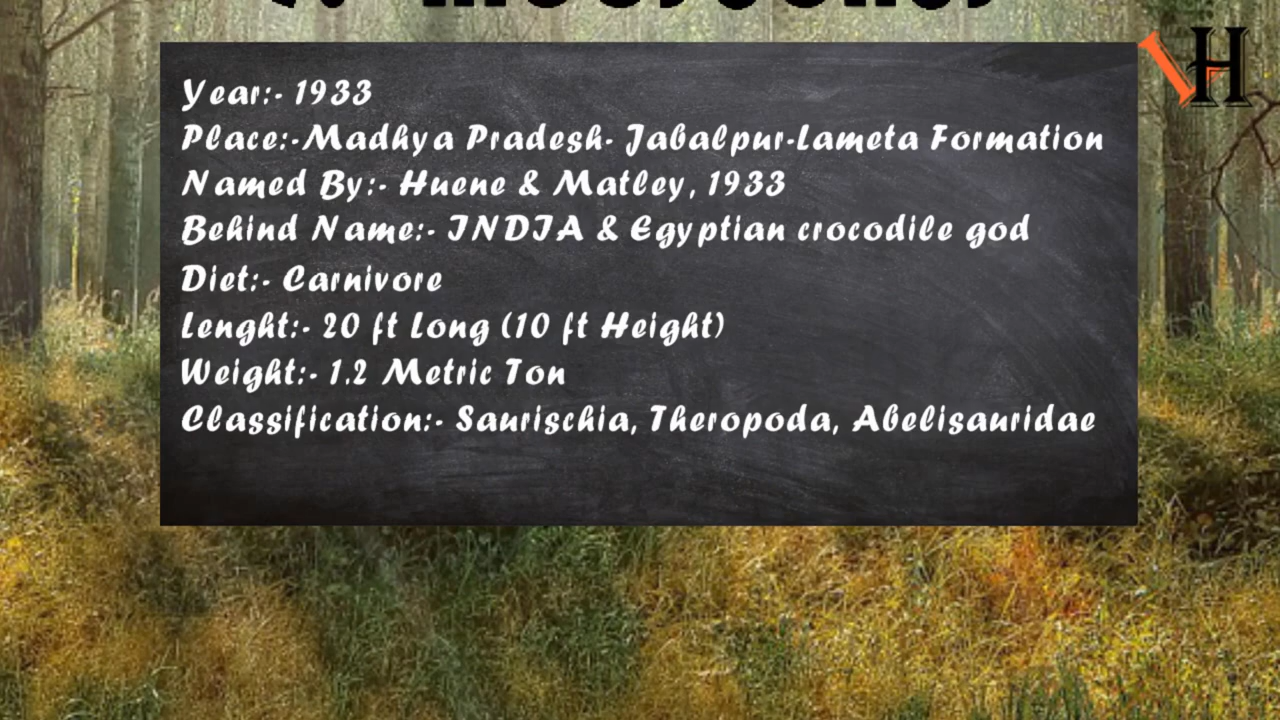 Year:- 1933
Place:-Madhya Pradesh- Jabalpur-Lameta Formation
Named By:- Huene & Matley, 1933
Behind Name:- INDIA & Egyptian crocodile god
Diet:- Carnivore
Lenght:- 20 ft Long (10 ft Height)
Weight:- 1.2 Metric Ton
Classification:- Saurischia, Theropoda, Abelisauridae